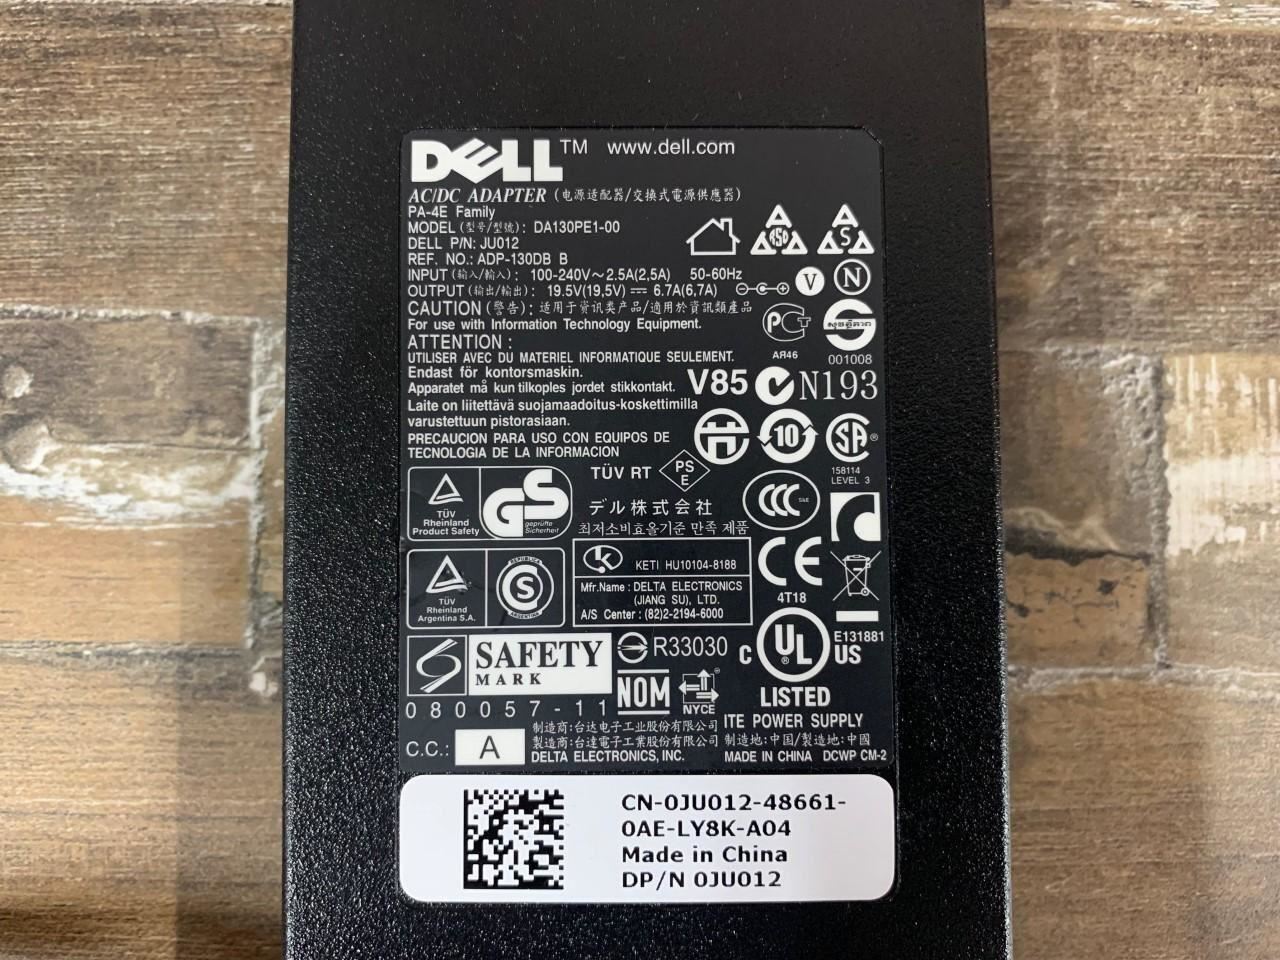 DELL™ www.dell.com
AC/DC ADAPTER (电源适配器/交換式電源供應器)
PA-4E Family
MODEL (型号/型號): DA130PE1-00
DELL P/N: JU012
REF. NO.: ADP-130DB B
INPUT (输入/輸入): 100-240V～2.5A(2,5A) 50-60Hz
OUTPUT (输出/輸出): 19.5V(19,5V) ⎓ 6.7A(6,7A)
V N
CAUTION (警告): 适用于资讯类产品/適用於資訊類產品
For use with Information Technology Equipment.
ATTENTION :
UTILISER AVEC DU MATERIEL INFORMATIQUE SEULEMENT.
Endast för kontorsmaskin.
Apparatet må kun tilkoples jordet stikkontakt.
Laite on liitettävä suojamaadoitus-koskettimilla
varustettuun pistorasiaan.
PRECAUCION PARA USO CON EQUIPOS DE
TECNOLOGIA DE LA INFORMACION
A S
AЯ46
001008
V85 N193
10
SA
158114
LEVEL 3
TÜV
Rheinland
Product Safety
GS
geprüfte
Sicherheit
TÜV RT
PS
E
デル株式会社
최저소비효율기준 만족 제품
CCC
S&E
TÜV
Rheinland
Argentina S.A.
REPUBLICA
S
ARGENTINA
K
KETI HU10104-8188
Mfr.Name : DELTA ELECTRONICS
(JIANG SU), LTD.
A/S Center : (82)2-2194-6000
CE
4T18
SAFETY
MARK
080057-11
R33030
NOM
NYCE
C UL US
E131881
LISTED
ITE POWER SUPPLY
C.C.: A
制造商:台达电子工业股份有限公司
製造商:台達電子工業股份有限公司
DELTA ELECTRONICS, INC.
制造地:中国/製造地:中國
MADE IN CHINA DCWP CM-2
CN-0JU012-48661-
0AE-LY8K-A04
Made in China
DP/N 0JU012